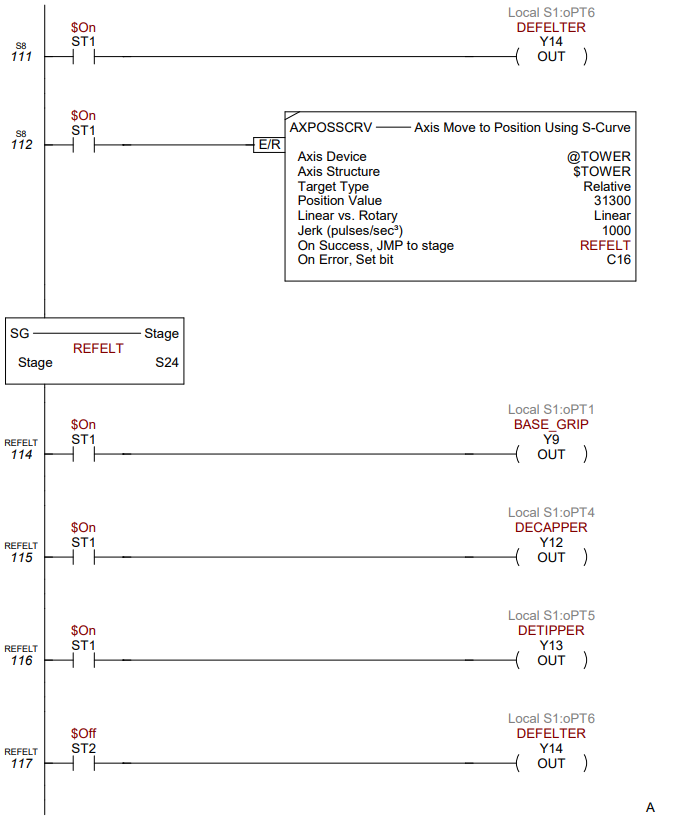 Local S1:oPT6
$On
DEFELTER
S8
ST1
Y14
111
( OUT )
$On
S8
ST1
112
E/R
AXPOSSCRV Axis Move to Position Using S-Curve
Axis Device @TOWER
Axis Structure $TOWER
Target Type Relative
Position Value 31300
Linear vs. Rotary Linear
Jerk (pulses/sec³) 1000
On Success, JMP to stage REFELT
On Error, Set bit C16
SG Stage
REFELT
Stage S24
Local S1:oPT1
$On
BASE_GRIP
REFELT
ST1
Y9
114
( OUT )
Local S1:oPT4
$On
DECAPPER
REFELT
ST1
Y12
115
( OUT )
Local S1:oPT5
$On
DETIPPER
REFELT
ST1
Y13
116
( OUT )
Local S1:oPT6
$Off
DEFELTER
REFELT
ST2
Y14
117
( OUT )
A